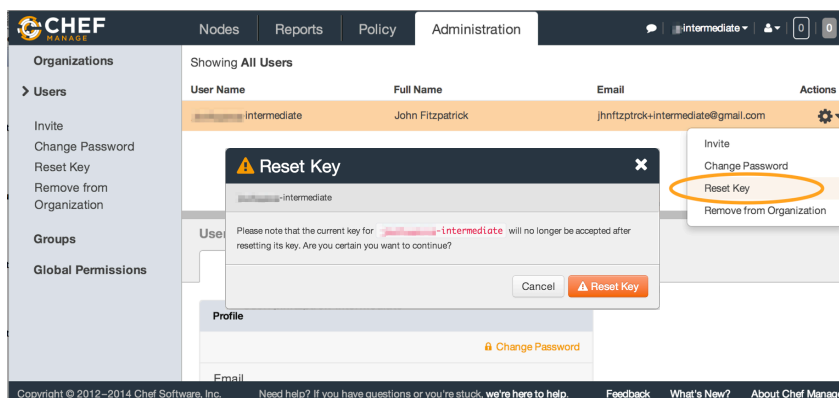 CHEF
MANAGE
Nodes Reports Policy Administration -intermediate 0 0
Organizations
Users
Invite
Change Password
Reset Key
Remove from
Organization
Groups
Global Permissions
Showing All Users
User Name Full Name Email Actions
-intermediate John Fitzpatrick jhnftzptrck+intermediate@gmail.com
Invite
Change Password
Reset Key
Remove from Organization
Reset Key
-intermediate
Please note that the current key for -intermediate will no longer be accepted after
resetting its key. Are you certain you want to continue?
Cancel Reset Key
Profile
Change Password
Email
Copyright © 2012–2014 Chef Software, Inc. Need help? If you have questions or you're stuck, we're here to help. Feedback What's New? About Chef Manage